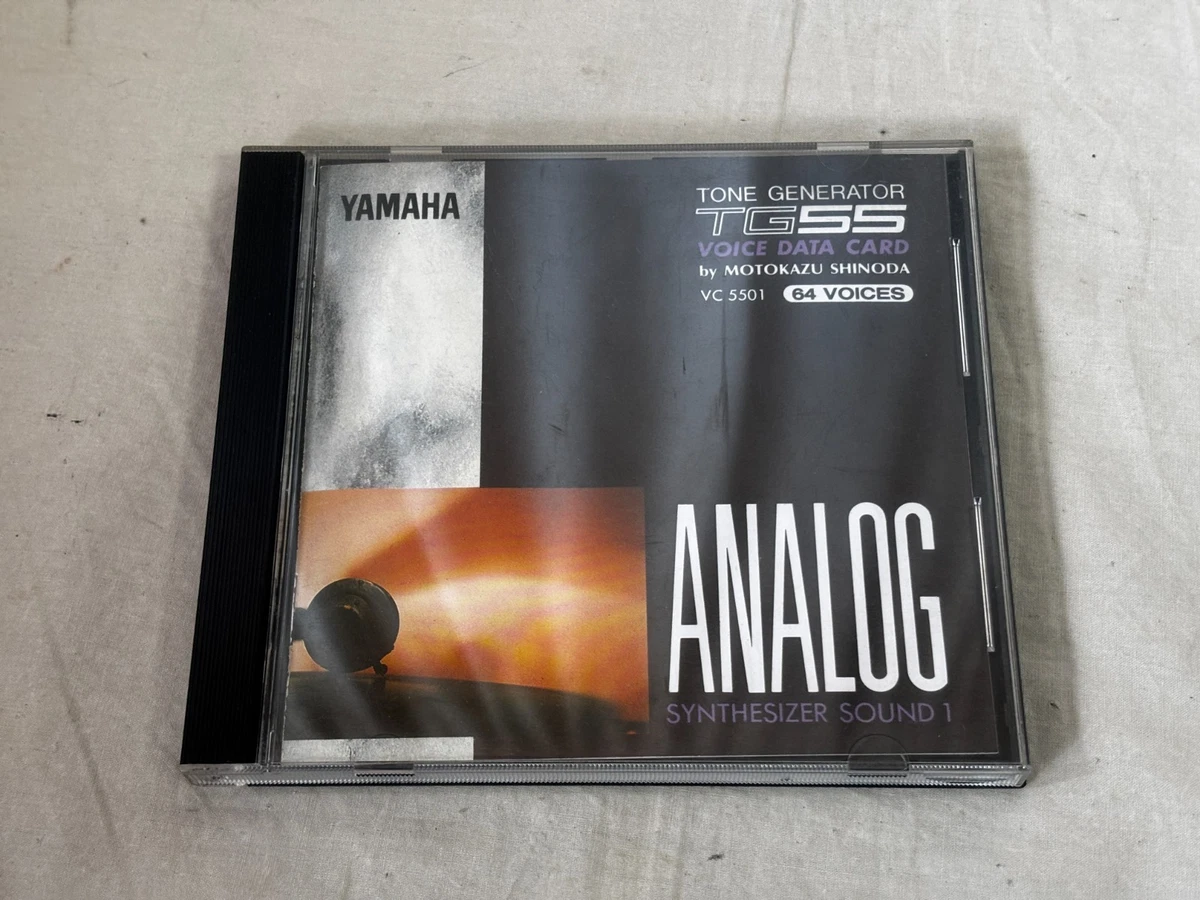 YAMAHA
TONE GENERATOR
TG55
VOICE DATA CARD
by MOTOKAZU SHINODA
VC 5501 64 VOICES
ANALOG
SYNTHESIZER SOUND 1